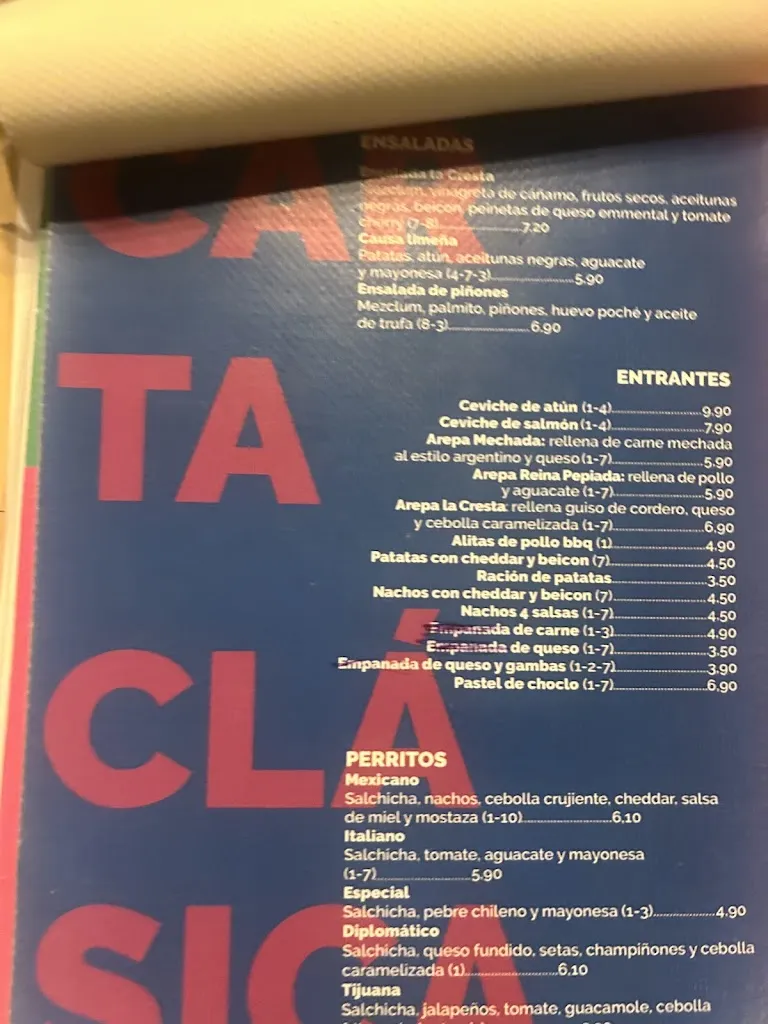 CAR
TA
CLÁ
SICA
ENSALADAS
Ensalada la Cresta
Mezclum, vinagreta de cáñamo, frutos secos, aceitunas
negras, beicon, peinetas de queso emmental y tomate
cherry (7-8)..............................7.20
Causa limeña
Patatas, atún, aceitunas negras, aguacate
y mayonesa (4-7-3)..............................5.90
Ensalada de piñones
Mezclum, palmito, piñones, huevo poché y aceite
de trufa (8-3)..............................6.90
ENTRANTES
Ceviche de atún (1-4)..............................9.90
Ceviche de salmón (1-4)..............................7.90
Arepa Mechada: rellena de carne mechada
al estilo argentino y queso (1-7)..............................5.90
Arepa Reina Pepiada: rellena de pollo
y aguacate (1-7)..............................5.90
Arepa la Cresta: rellena guiso de cordero, queso
y cebolla caramelizada (1-7)..............................6.90
Alitas de pollo bbq (1)..............................4.90
Patatas con cheddar y beicon (7)..............................4.50
Ración de patatas..............................3.50
Nachos con cheddar y beicon (7)..............................4.50
Nachos 4 salsas (1-7)..............................4.50
Empanada de carne (1-3)..............................4.90
Empanada de queso (1-7)..............................3.50
Empanada de queso y gambas (1-2-7)..............................3.90
Pastel de choclo (1-7)..............................6.90
PERRITOS
Mexicano
Salchicha, nachos, cebolla crujiente, cheddar, salsa
de miel y mostaza (1-10)..............................6,10
Italiano
Salchicha, tomate, aguacate y mayonesa
(1-7)..............................5.90
Especial
Salchicha, pebre chileno y mayonesa (1-3)..............................4.90
Diplomático
Salchicha, queso fundido, setas, champiñones y cebolla
caramelizada (1)..............................6,10
Tijuana
Salchicha, jalapeños, tomate, guacamole, cebolla